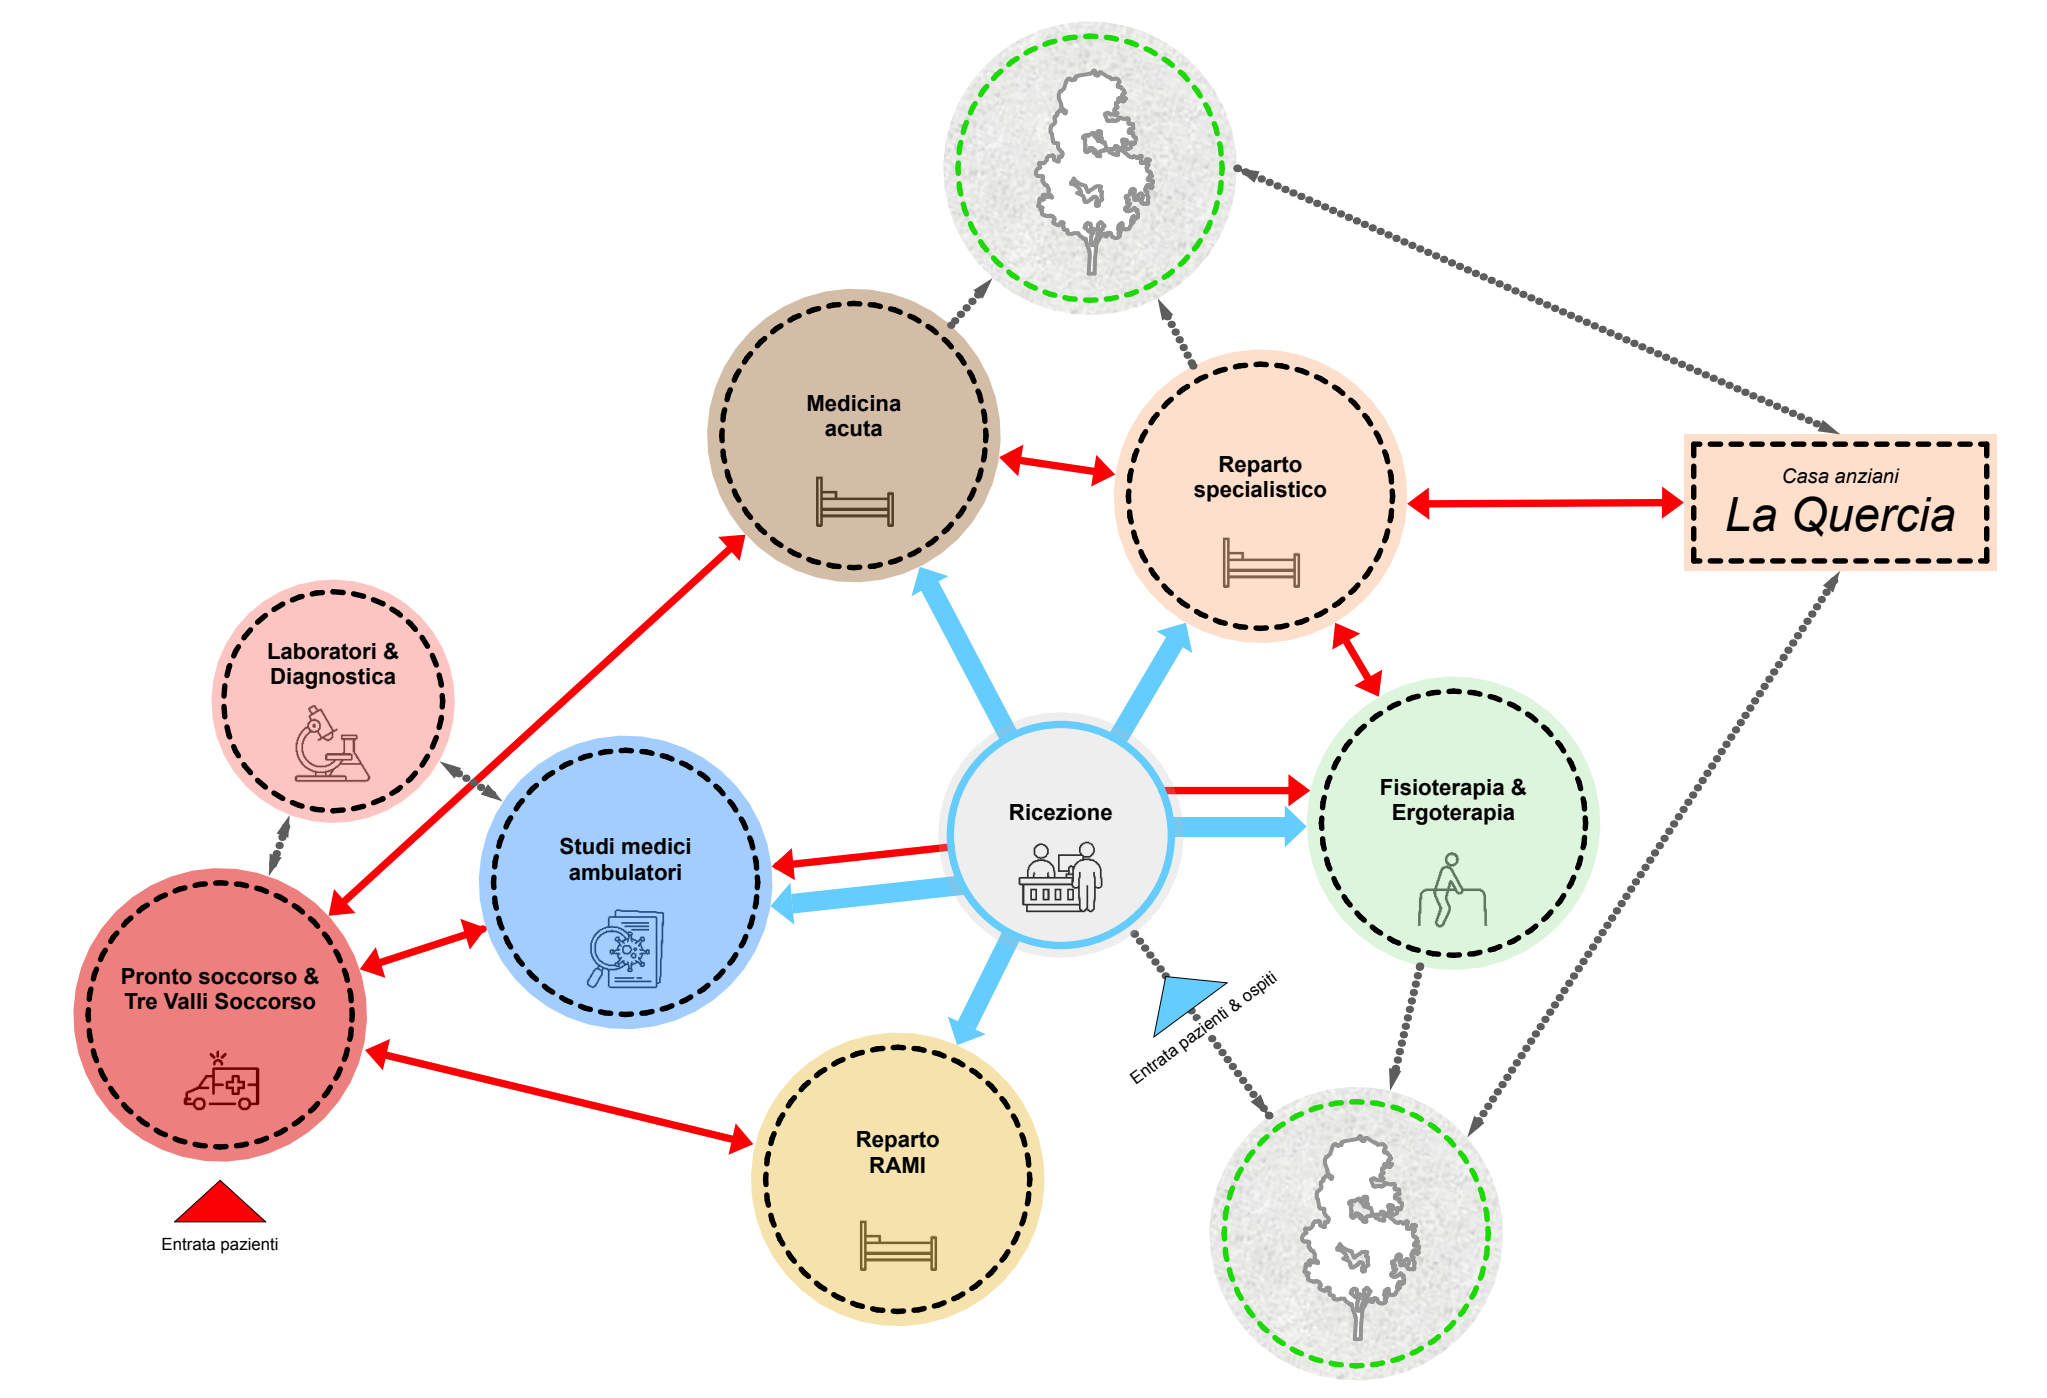 Medicina
acuta
Reparto
specialistico
Casa anziani
La Quercia
Laboratori &
Diagnostica
Fisioterapia &
Ergoterapia
Ricezione
Studi medici
ambulatori
Pronto soccorso &
Tre Valli Soccorso
Entrata pazienti & ospiti
Reparto
RAMI
Entrata pazienti